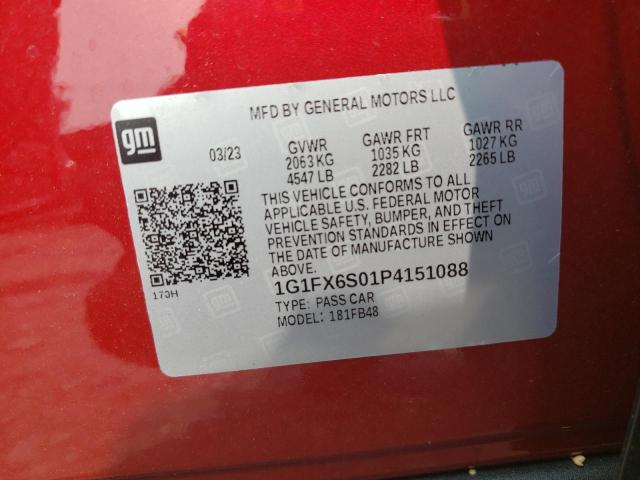 MFD BY GENERAL MOTORS LLC
gm
03/23
GVWR
2063 KG
4547 LB
GAWR FRT
1035 KG
2282 LB
GAWR RR
1027 KG
2265 LB
THIS VEHICLE CONFORMS TO ALL
APPLICABLE U.S. FEDERAL MOTOR
VEHICLE SAFETY, BUMPER, AND THEFT
PREVENTION STANDARDS IN EFFECT ON
THE DATE OF MANUFACTURE SHOWN
ABOVE.
170H
1G1FX6S01P4151088
TYPE: PASS CAR
MODEL: 181FB48